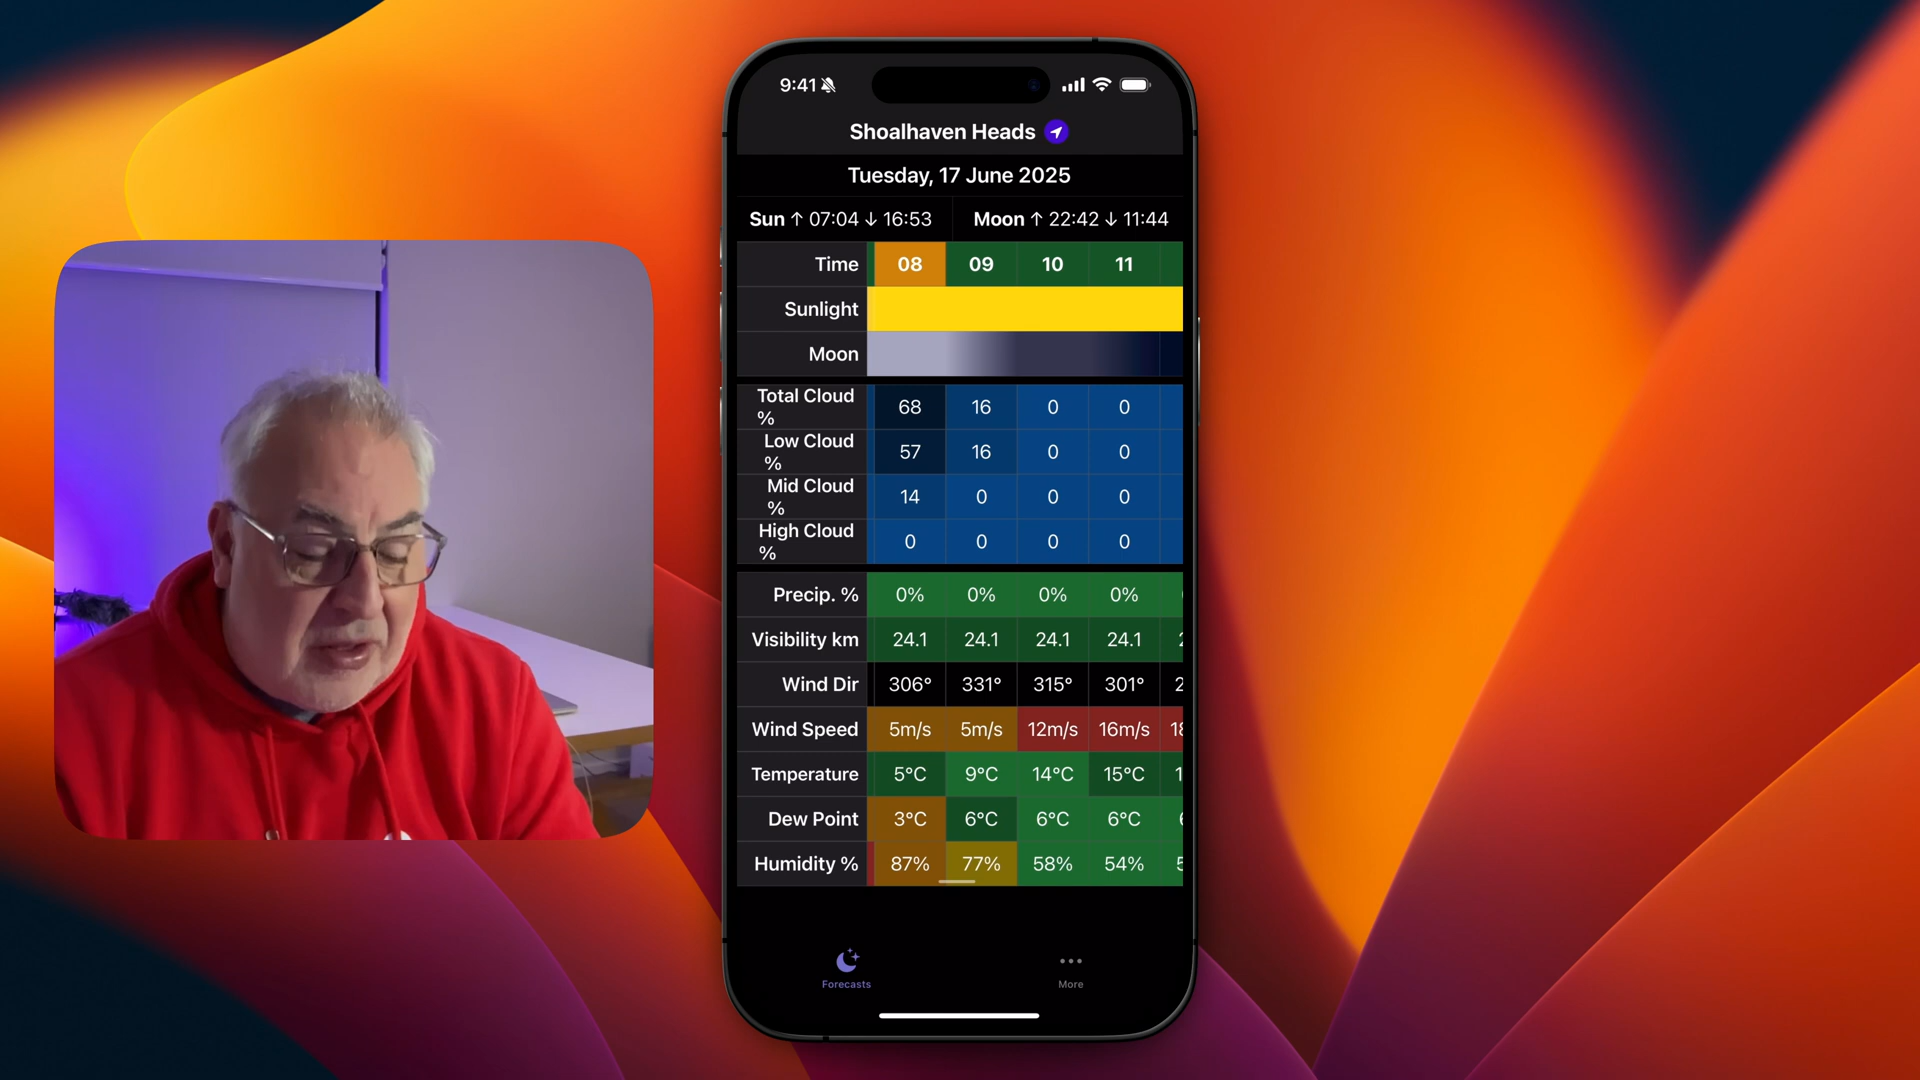 9:41
Shoalhaven Heads
Tuesday, 17 June 2025
Sun ↑ 07:04 ↓ 16:53 Moon ↑ 22:42 ↓ 11:44
Time 08 09 10 11
Sunlight
Moon
Total Cloud % 68 16 0 0
Low Cloud % 57 16 0 0
Mid Cloud % 14 0 0 0
High Cloud % 0 0 0 0
Precip. % 0% 0% 0% 0%
Visibility km 24.1 24.1 24.1 24.1
Wind Dir 306° 331° 315° 301°
Wind Speed 5m/s 5m/s 12m/s 16m/s
Temperature 5°C 9°C 14°C 15°C
Dew Point 3°C 6°C 6°C 6°C
Humidity % 87% 77% 58% 54%
Forecasts More